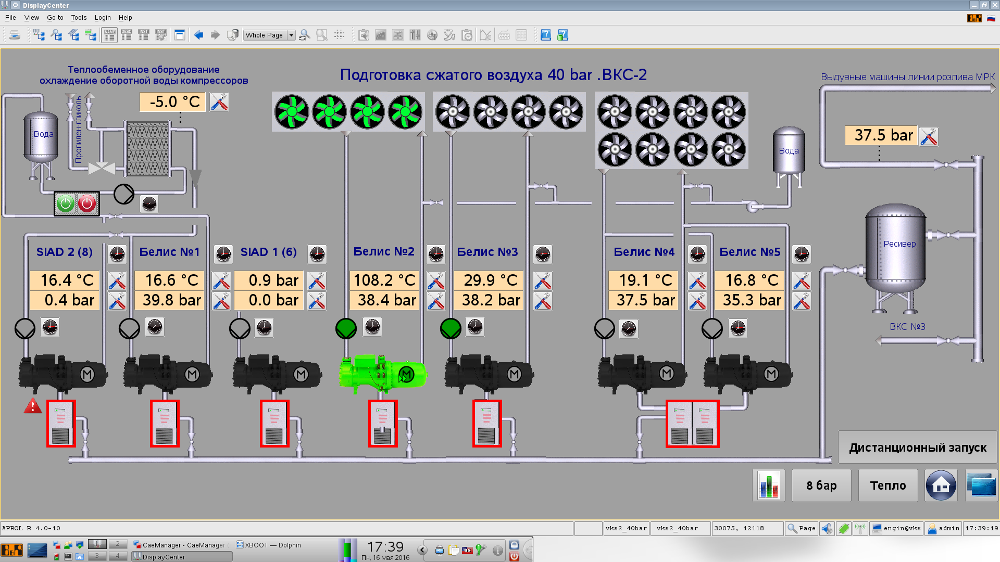 DisplayCenter
File View Go to Tools Login Help
NAME DESC INST INST Whole Page
Теплообеменное оборудование
охлаждение оборотной воды компрессоров
Подготовка сжатого воздуха 40 bar .ВКС-2
Выдувные машины линии розлива МРК
-5.0 °C
Пропилен-гликоль
Вода
37.5 bar
Вода
Ресивер
SIAD 2 (8) Белис №1 SIAD 1 (6) Белис №2 Белис №3 Белис №4 Белис №5
16.4 °C 16.6 °C 0.9 bar 108.2 °C 29.9 °C 19.1 °C 16.8 °C
0.4 bar 39.8 bar 0.0 bar 38.4 bar 38.2 bar 37.5 bar 35.3 bar
ВКС №3
M M M M M M M
Дистанционный запуск
8 бар Тепло
APROL R 4.0-10 vks2_40bar vks2_40bar 30075, 12118 Page engin@vks admin 17:39:19
1 2 CaeManager - CaeManager XBOOT — Dolphin 17:39
3 4 DisplayCenter Пн, 16 мая 2016